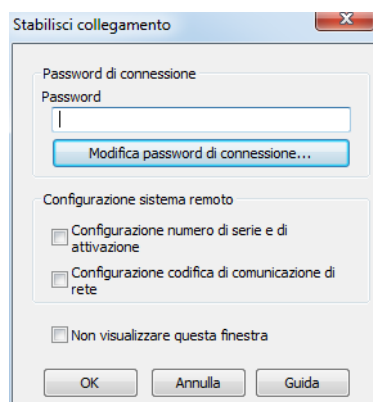 Stabilisci collegamento
Password di connessione
Password
Modifica password di connessione...
Configurazione sistema remoto
Configurazione numero di serie e di
attivazione
Configurazione codifica di comunicazione di
rete
Non visualizzare questa finestra
OK Annulla Guida